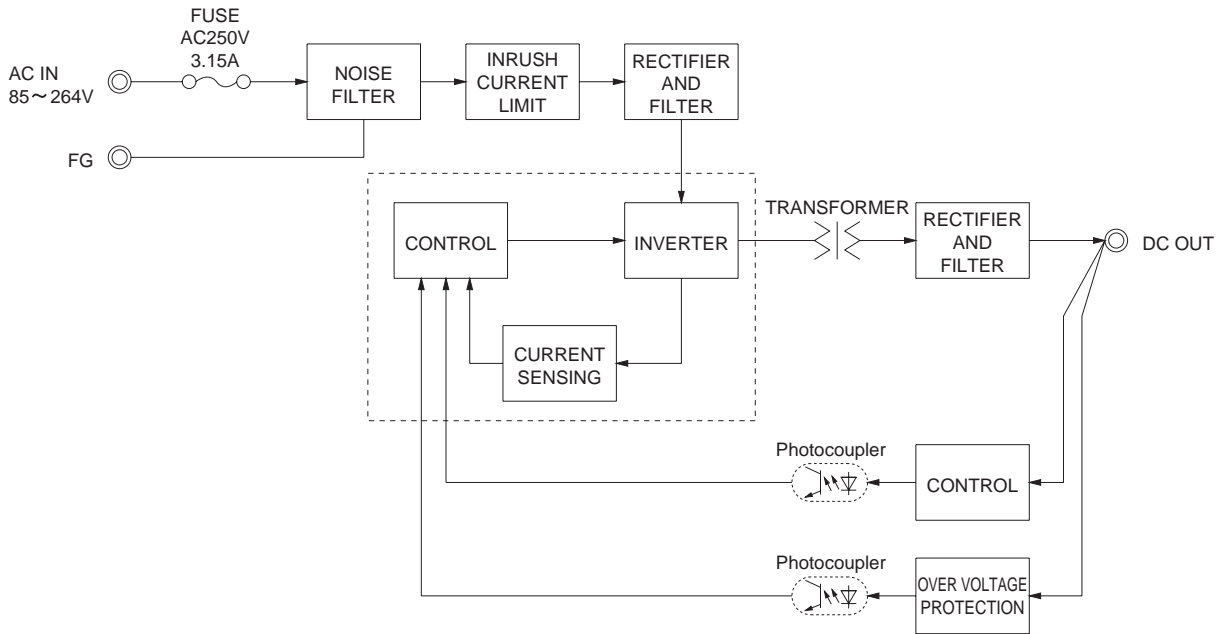 FUSE
AC250V
3.15A
AC IN
85～264V
NOISE
FILTER
INRUSH
CURRENT
LIMIT
RECTIFIER
AND
FILTER
FG
CONTROL
INVERTER
TRANSFORMER
RECTIFIER
AND
FILTER
DC OUT
CURRENT
SENSING
Photocoupler
CONTROL
Photocoupler
OVER VOLTAGE
PROTECTION